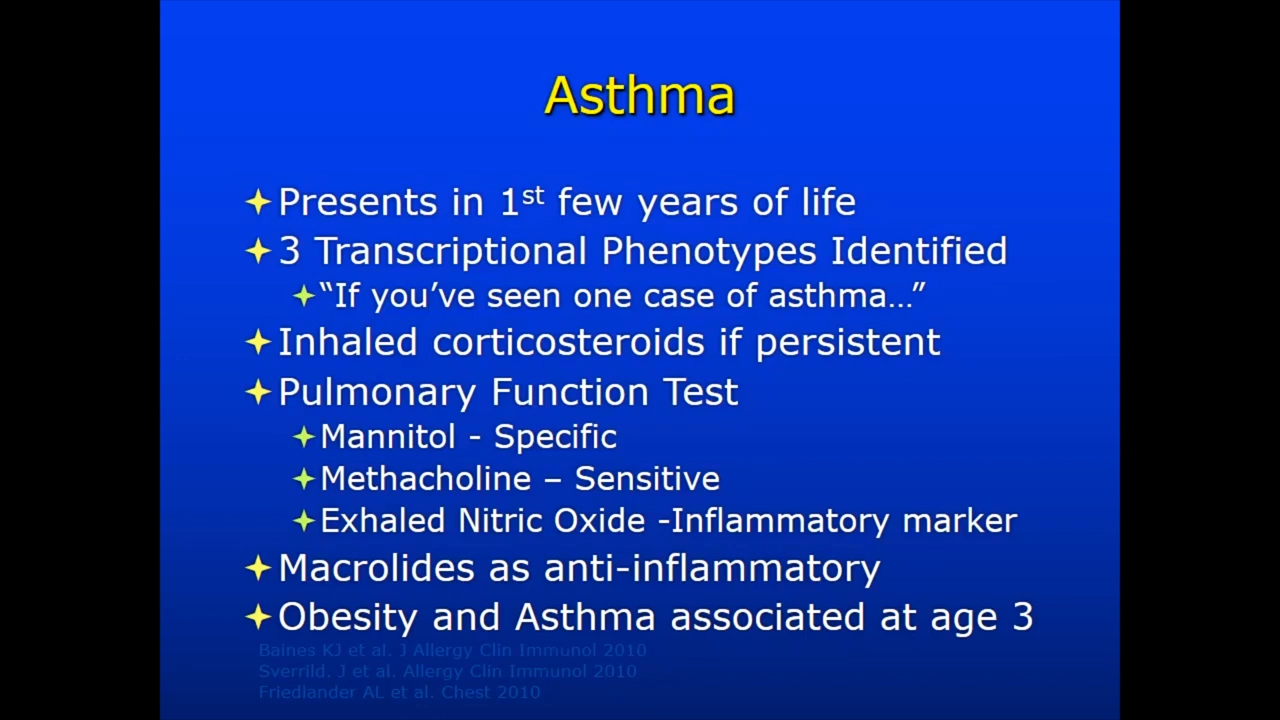 Asthma
Presents in 1st few years of life
3 Transcriptional Phenotypes Identified
“If you’ve seen one case of asthma…”
Inhaled corticosteroids if persistent
Pulmonary Function Test
Mannitol - Specific
Methacholine – Sensitive
Exhaled Nitric Oxide -Inflammatory marker
Macrolides as anti-inflammatory
Obesity and Asthma associated at age 3
Baines KJ et al. J Allergy Clin Immunol 2010
Sverrild. J et al. Allergy Clin Immunol 2010
Friedlander AL et al. Chest 2010